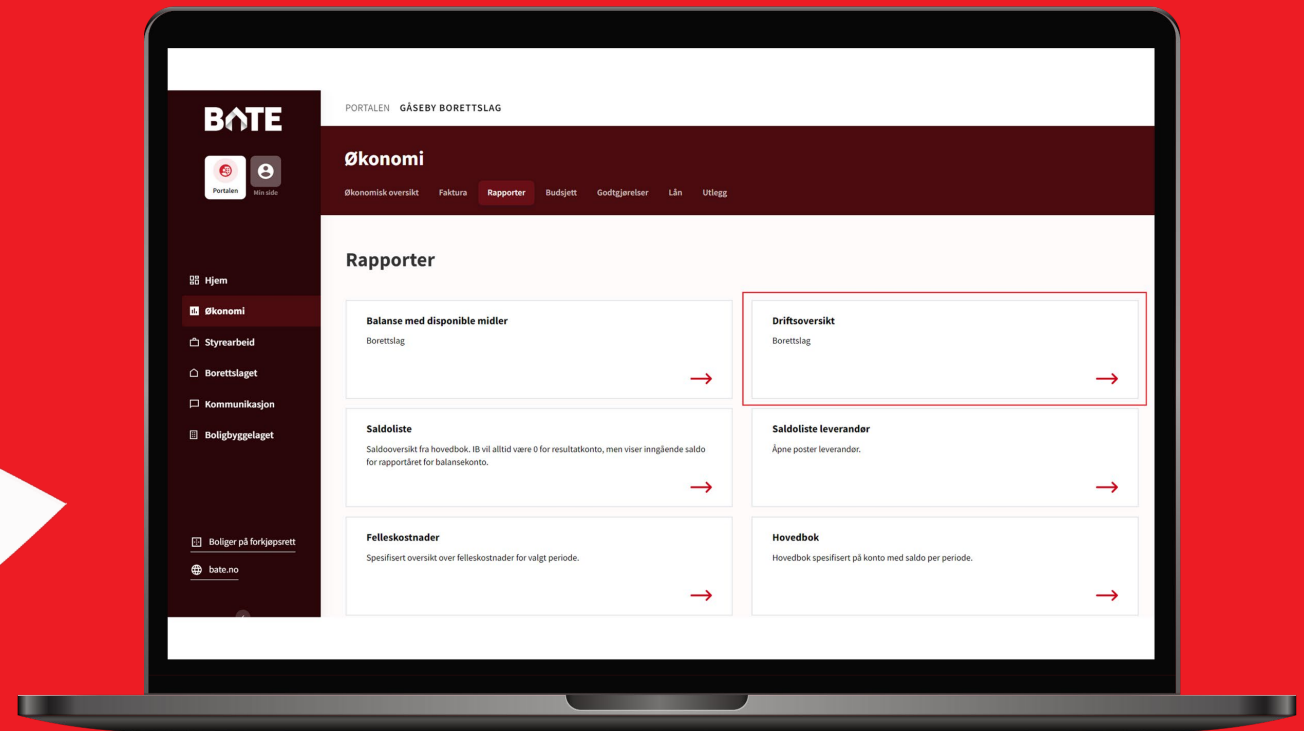 BATE
Portalen
Min side
Hjem
Økonomi
Styrearbeid
Borettslaget
Kommunikasjon
Boligbyggelaget
Boliger på forkjøpsrett
bate.no
PORTALEN GÅSEBY BORETTSLAG
Økonomi
Økonomisk oversikt Faktura Rapporter Budsjett Godtgjørelser Lån Utlegg
Rapporter
Balanse med disponible midler
Borettslag
Driftsoversikt
Borettslag
Saldoliste
Saldooversikt fra hovedbok. IB vil alltid være 0 for resultatkonto, men viser inngående saldo
for rapportåret for balansekonto.
Saldoliste leverandør
Åpne poster leverandør.
Felleskostnader
Spesifisert oversikt over felleskostnader for valgt periode.
Hovedbok
Hovedbok spesifisert på konto med saldo per periode.